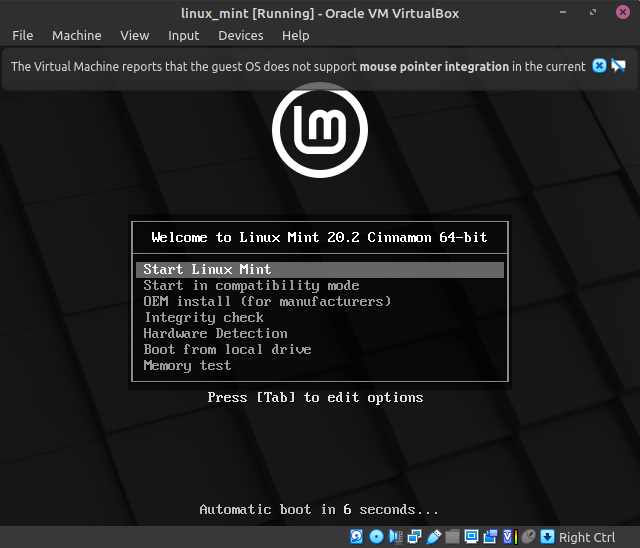 linux_mint [Running] - Oracle VM VirtualBox
File Machine View Input Devices Help
The Virtual Machine reports that the guest OS does not support mouse pointer integration in the current
Welcome to Linux Mint 20.2 Cinnamon 64-bit
Start Linux Mint
Start in compatibility mode
OEM install (for manufacturers)
Integrity check
Hardware Detection
Boot from local drive
Memory test
Press [Tab] to edit options
Automatic boot in 6 seconds...
Right Ctrl